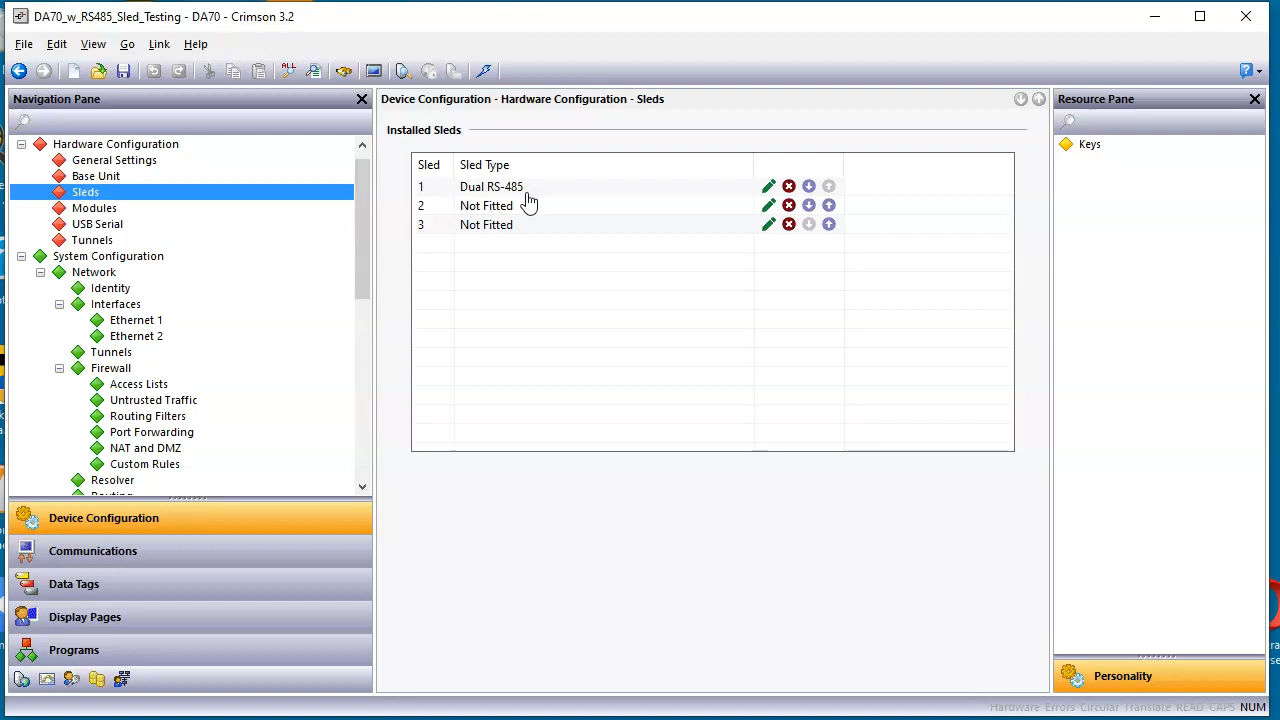 DA70_w_RS485_Sled_Testing - DA70 - Crimson 3.2
File Edit View Go Link Help
Navigation Pane
Hardware Configuration
General Settings
Base Unit
Sleds
Modules
USB Serial
Tunnels
System Configuration
Network
Identity
Interfaces
Ethernet 1
Ethernet 2
Tunnels
Firewall
Access Lists
Untrusted Traffic
Routing Filters
Port Forwarding
NAT and DMZ
Custom Rules
Resolver
Device Configuration
Communications
Data Tags
Display Pages
Programs
Device Configuration - Hardware Configuration - Sleds
Installed Sleds
Sled Sled Type
1 Dual RS-485
2 Not Fitted
3 Not Fitted
Resource Pane
Keys
Personality
Hardware Errors Circular Translate READ CAPS NUM